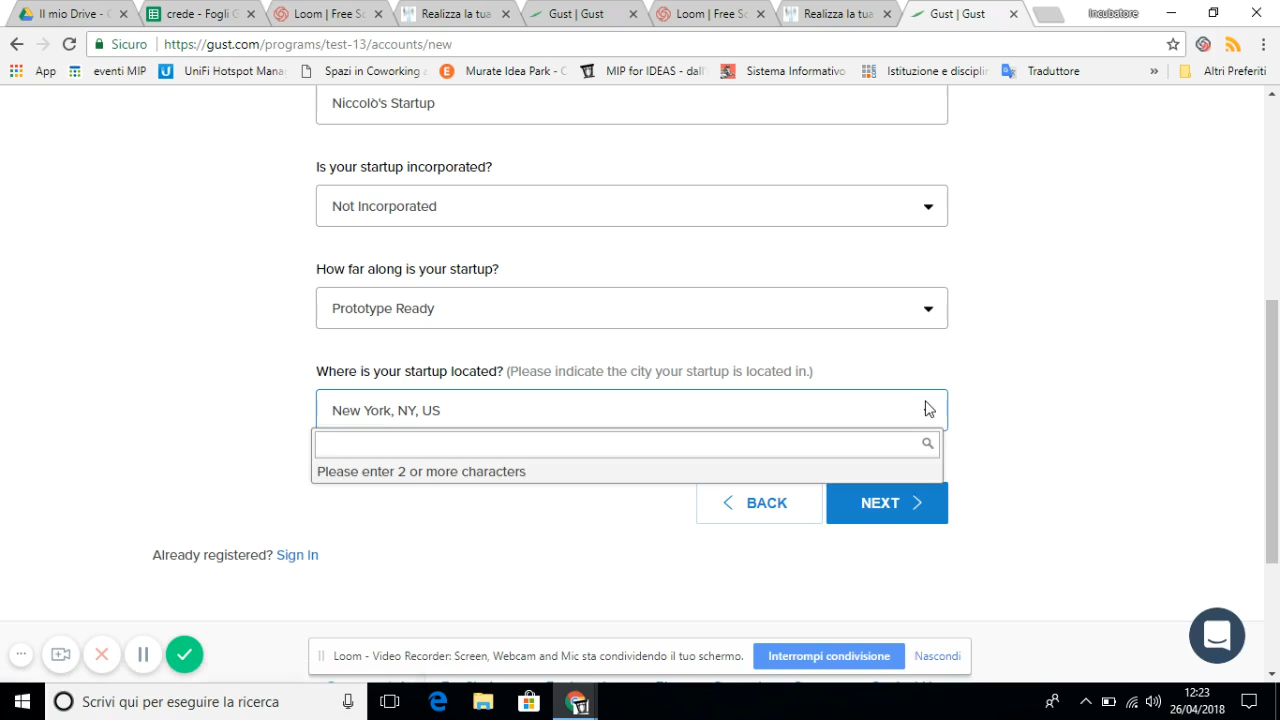 Il mio Drive - G
crede - Fogli G
Loom | Free Sc
Realizza la tua
Gust | Gust
Loom | Free Sc
Realizza la tua
Gust | Gust
Incubatore
Sicuro
https://gust.com/programs/test-13/accounts/new
App
eventi MIP
UniFi Hotspot Mana
Spazi in Coworking
Murate Idea Park - C
MIP for IDEAS - dall'
Sistema Informativo
Istituzione e disciplin
Traduttore
»
Altri Preferiti
Niccolò's Startup
Is your startup incorporated?
Not Incorporated
How far along is your startup?
Prototype Ready
Where is your startup located? (Please indicate the city your startup is located in.)
New York, NY, US
Please enter 2 or more characters
BACK
NEXT
Already registered? Sign In
Loom - Video Recorder: Screen, Webcam and Mic sta condividendo il tuo schermo.
Interrompi condivisione
Nascondi
Scrivi qui per eseguire la ricerca
12:23
26/04/2018